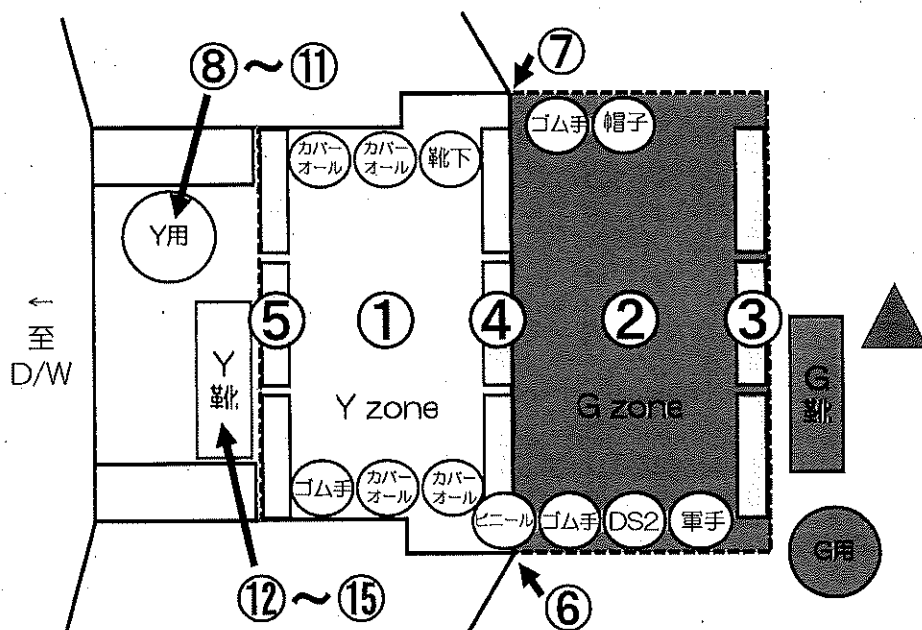 ⑧～⑪
⑦
カバー
オール
カバー
オール
靴下
ゴム手
帽子
Y用
←
至
D/W
⑤
①
④
②
③
Y
靴
Y zone
G zone
G
靴
ゴム手
カバー
オール
カバー
オール
ビニール
ゴム手
DS2
軍手
G用
⑫～⑮
⑥